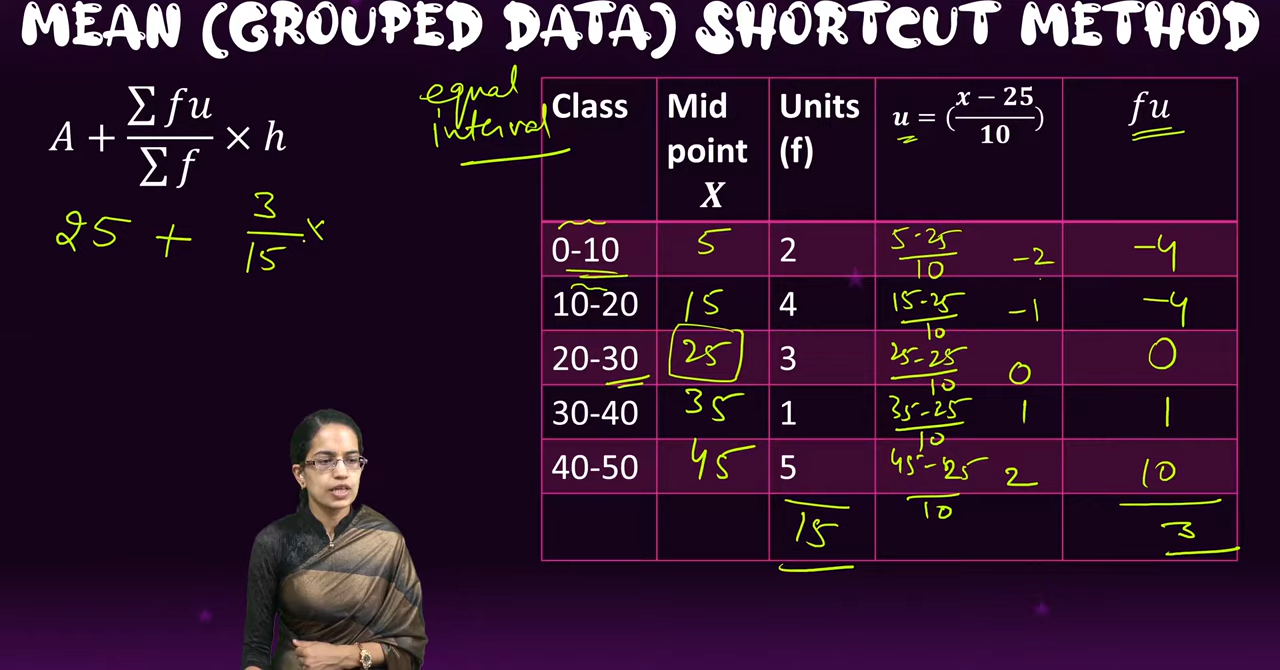 MEAN (GROUPED DATA) SHORTCUT METHOD
A + ∑fu / ∑f × h
25 + 3/15 ×
equal
interval
Class | Mid point X | Units (f) | u = (x − 25 / 10) | fu
0-10 | 5 | 2 | 5-25/10 -2 | -4
10-20 | 15 | 4 | 15-25/10 -1 | -4
20-30 | 25 | 3 | 25-25/10 0 | 0
30-40 | 35 | 1 | 35-25/10 1 | 1
40-50 | 45 | 5 | 45-25/10 2 | 10
15 | 3